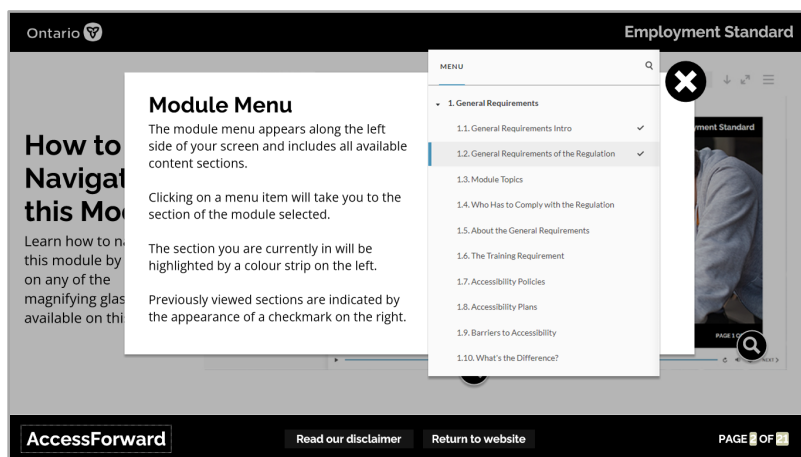 Ontario
Employment Standard
How to
Navigat
this Mo
Learn how to na
this module by
on any of the
magnifying glas
available on thi
Module Menu
The module menu appears along the left
side of your screen and includes all available
content sections.
Clicking on a menu item will take you to the
section of the module selected.
The section you are currently in will be
highlighted by a colour strip on the left.
Previously viewed sections are indicated by
the appearance of a checkmark on the right.
MENU
1. General Requirements
1.1. General Requirements Intro
1.2. General Requirements of the Regulation
1.3. Module Topics
1.4. Who Has to Comply with the Regulation
1.5. About the General Requirements
1.6. The Training Requirement
1.7. Accessibility Policies
1.8. Accessibility Plans
1.9. Barriers to Accessibility
1.10. What's the Difference?
yment Standard
PAGE 1 O
NEXT >
AccessForward
Read our disclaimer
Return to website
PAGE 2 OF 21